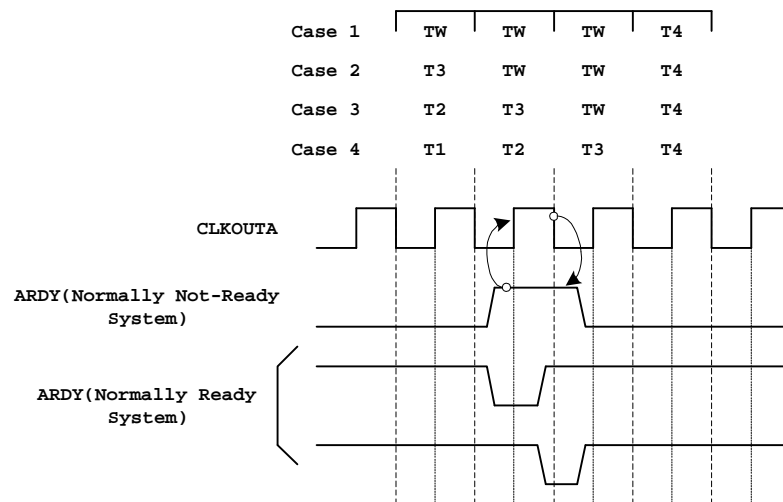 Case 1 TW TW TW T4
Case 2 T3 TW TW T4
Case 3 T2 T3 TW T4
Case 4 T1 T2 T3 T4
CLKOUTA
ARDY(Normally Not-Ready
System)
ARDY(Normally Ready
System)